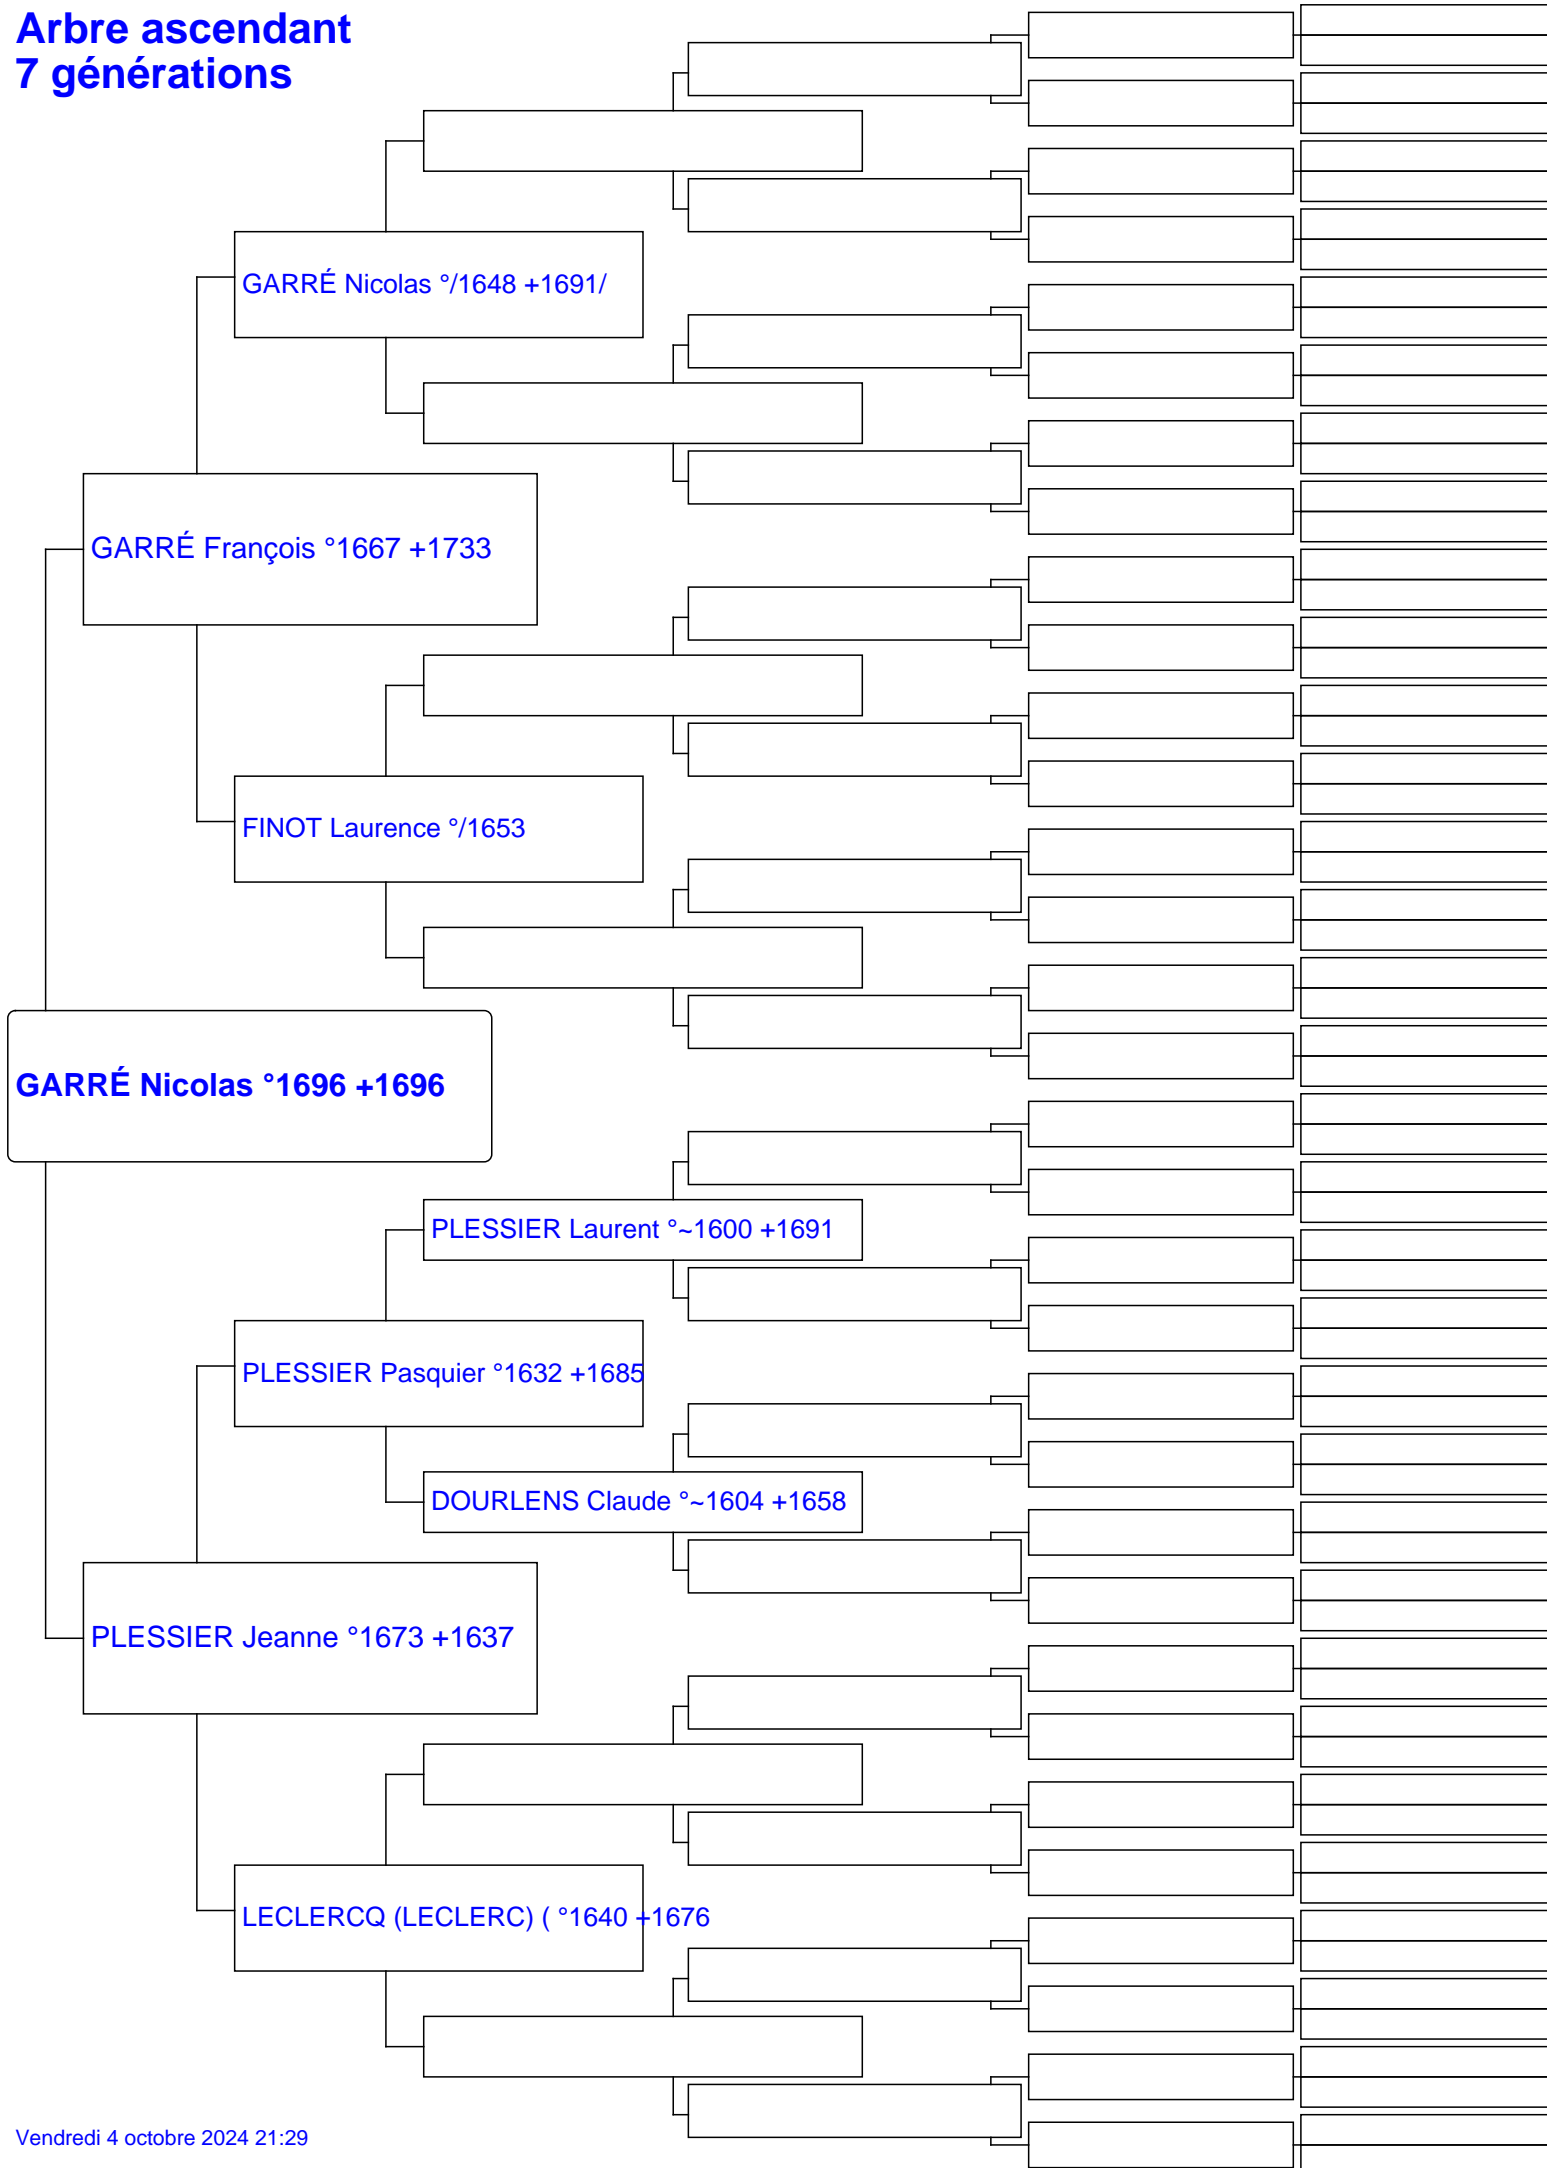 Arbre ascendant
7 générations
GARRÉ Nicolas °/1648 +1691/
GARRÉ François °1667 +1733
FINOT Laurence °/1653
GARRÉ Nicolas °1696 +1696
PLESSIER Laurent °~1600 +1691
PLESSIER Pasquier °1632 +1685
DOURLENS Claude °~1604 +1658
PLESSIER Jeanne °1673 +1637
LECLERCQ (LECLERC) ( °1640 +1676
Vendredi 4 octobre 2024 21:29